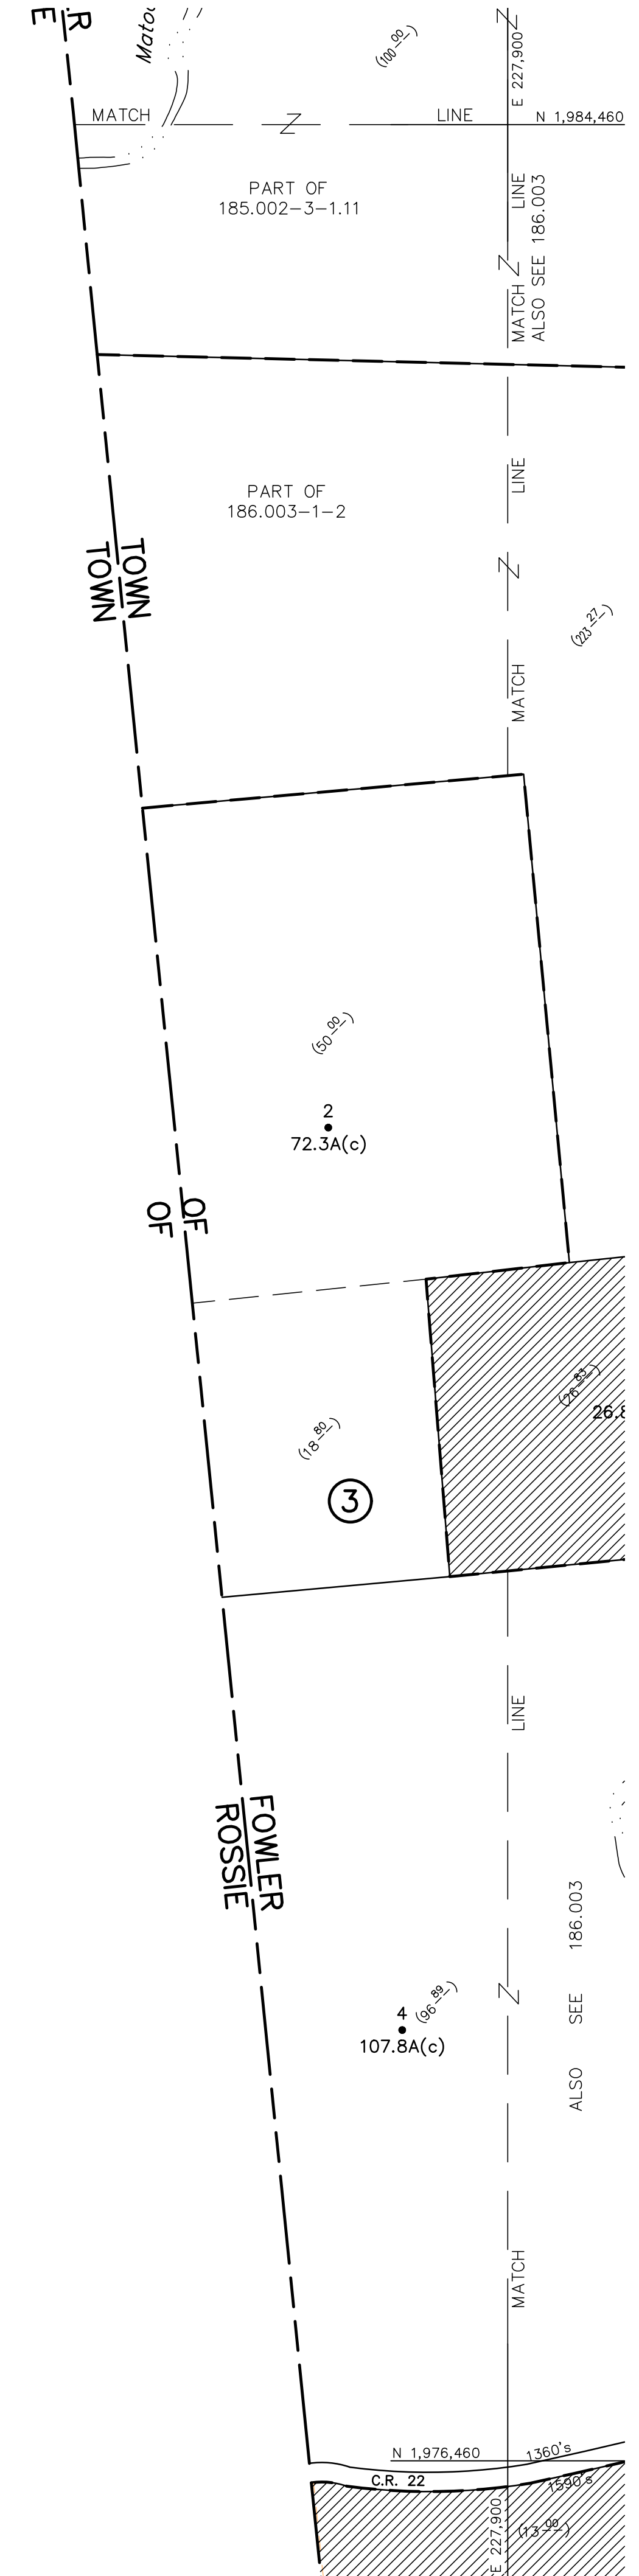 Matou
(100 00)
E 227,900
MATCH LINE
N 1,984,460
PART OF
185.002-3-1.11
MATCH LINE
ALSO SEE 186.003
PART OF
186.003-1-2
TOWN
TOWN
LINE
(223 27)
MATCH
(50 00)
2
72.3A(c)
OF
OF
(26 83)
26.8
(18 80)
3
LINE
FOWLER
ROSSIE
ALSO SEE 186.003
4
(96 89)
107.8A(c)
MATCH
N 1,976,460
1360's
C.R. 22
1590's
E 227,900
(13 00)